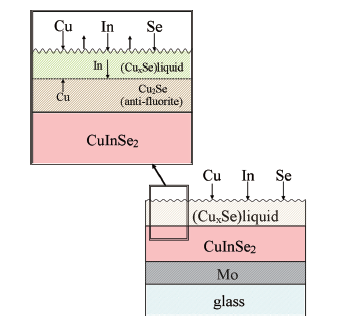 Cu In Se
In (CuₓSe)liquid
Cu Cu₂Se
(anti-fluorite)
CuInSe₂
Cu In Se
(CuₓSe)liquid
CuInSe₂
Mo
glass